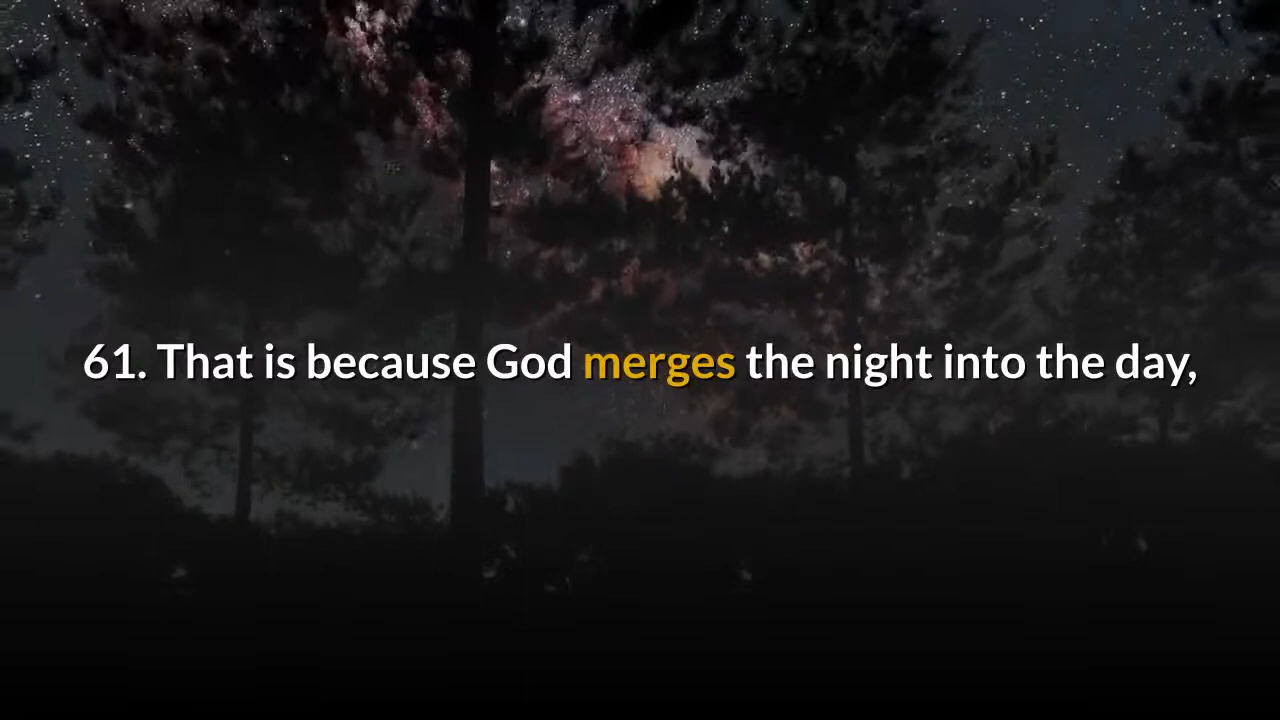 61. That is because God merges the night into the day,